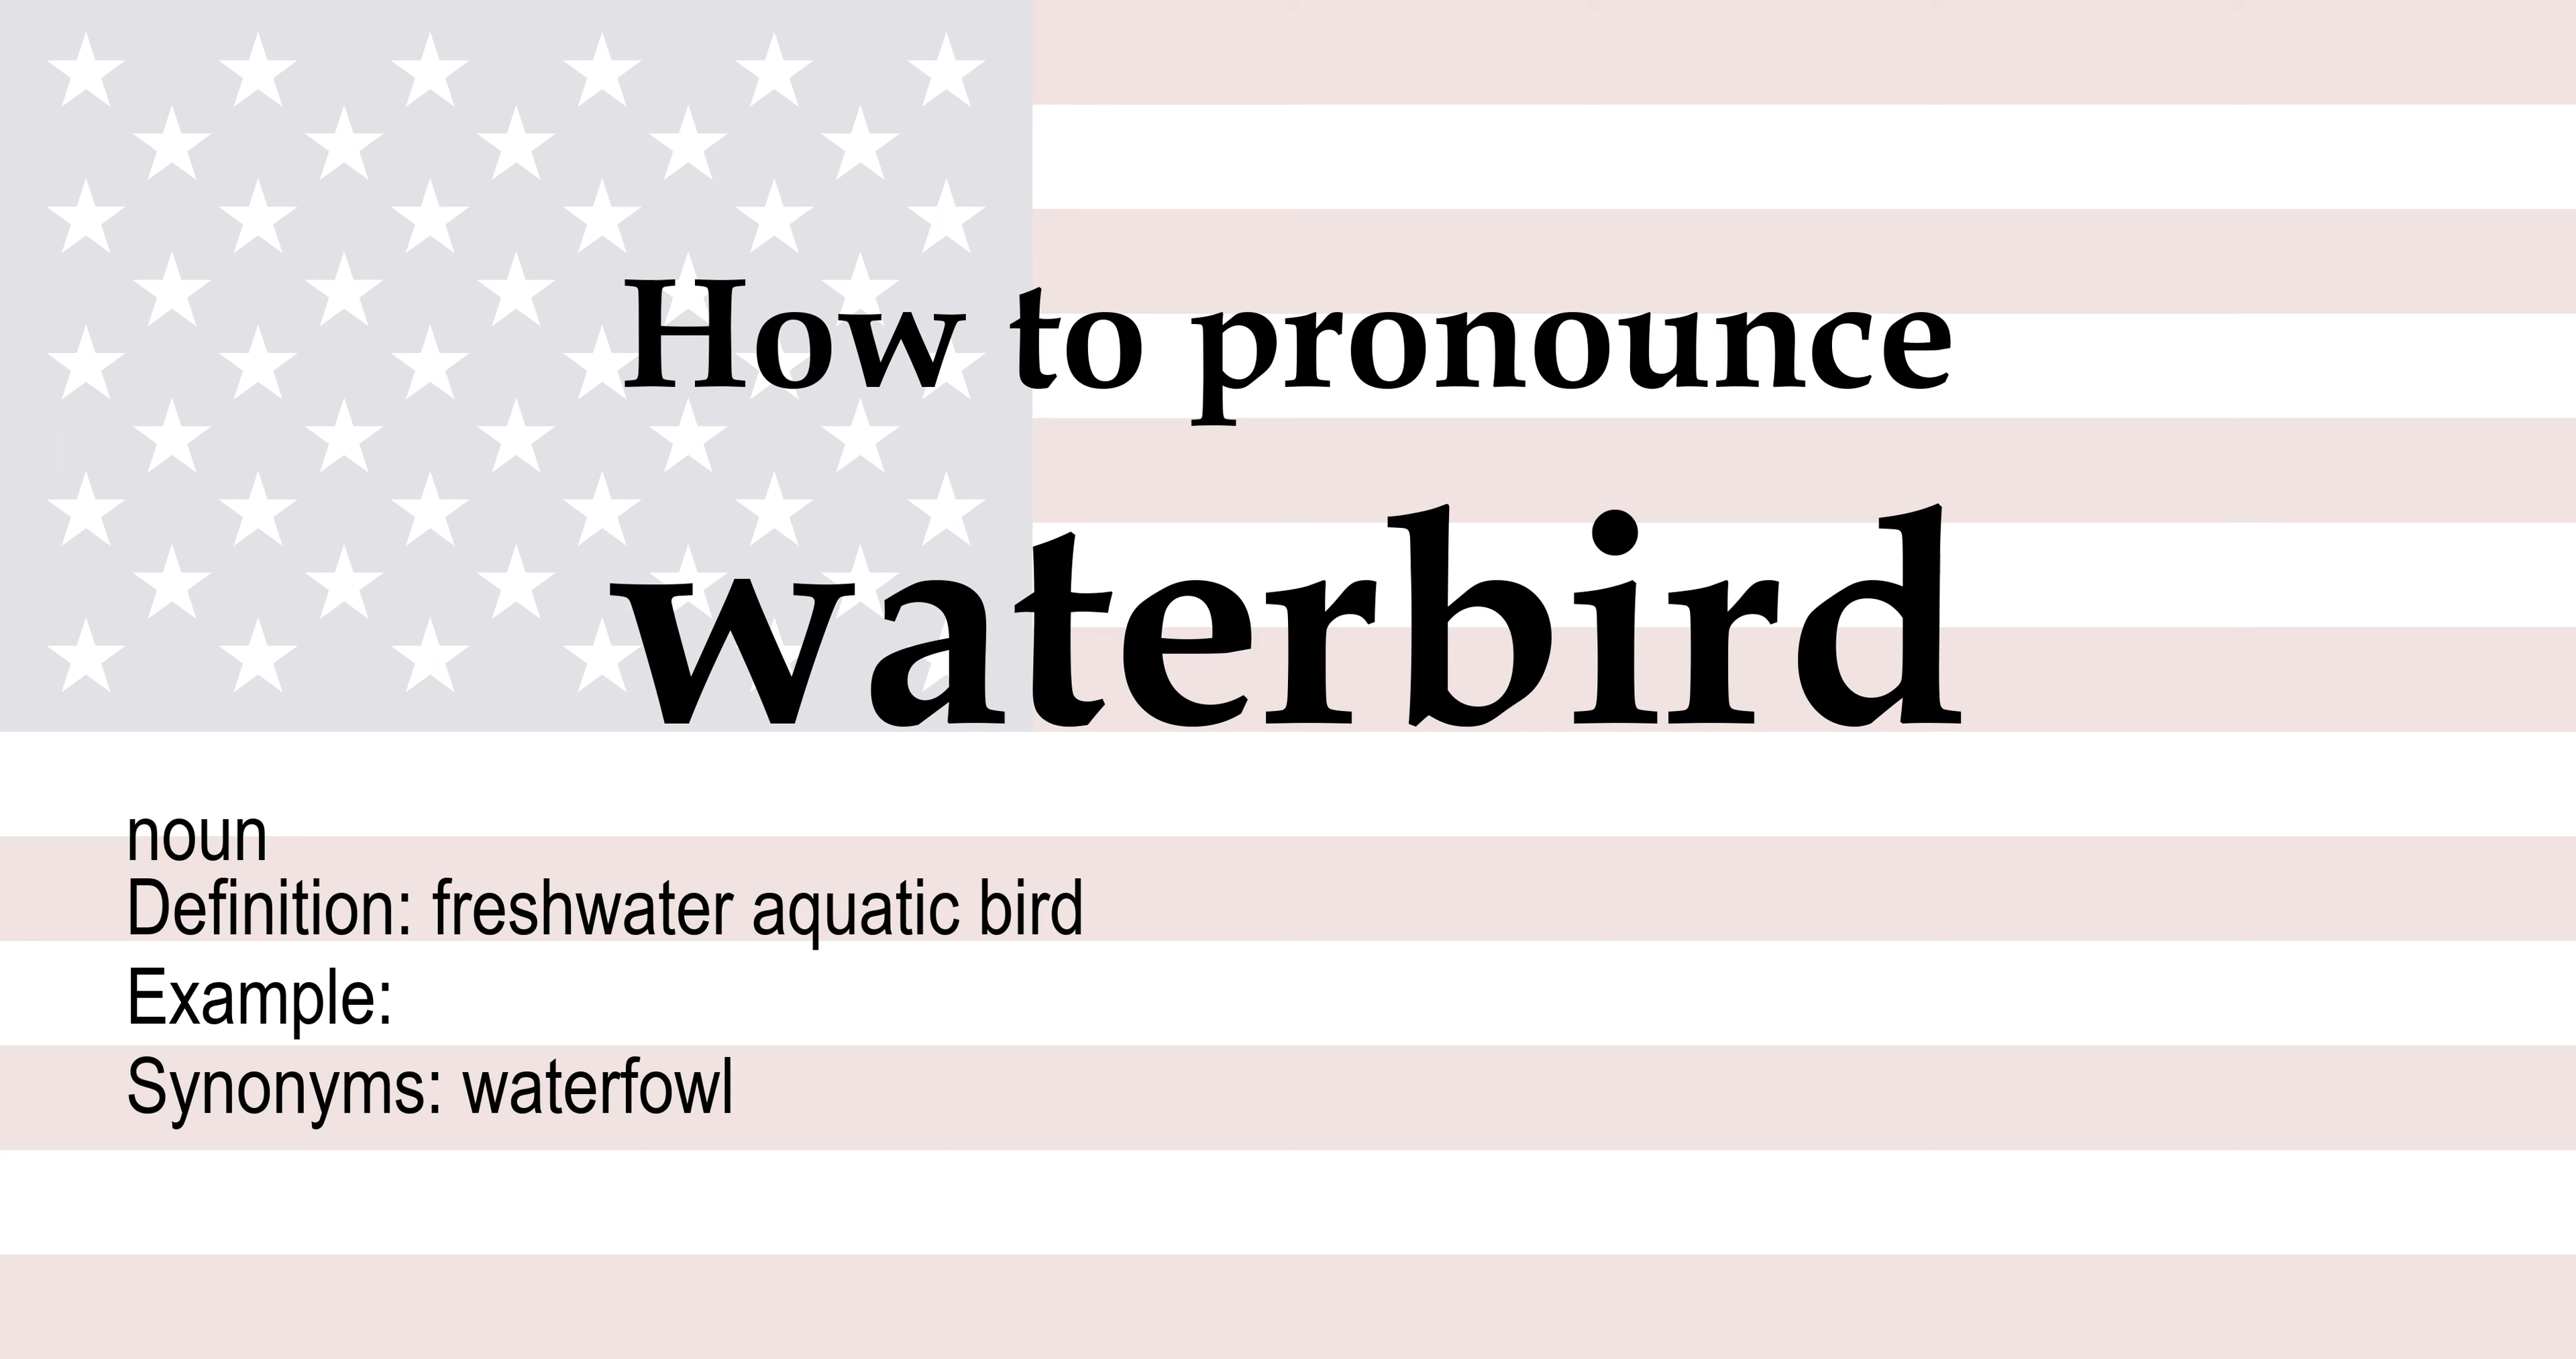 How to pronounce
waterbird
noun
Definition: freshwater aquatic bird
Example:
Synonyms: waterfowl